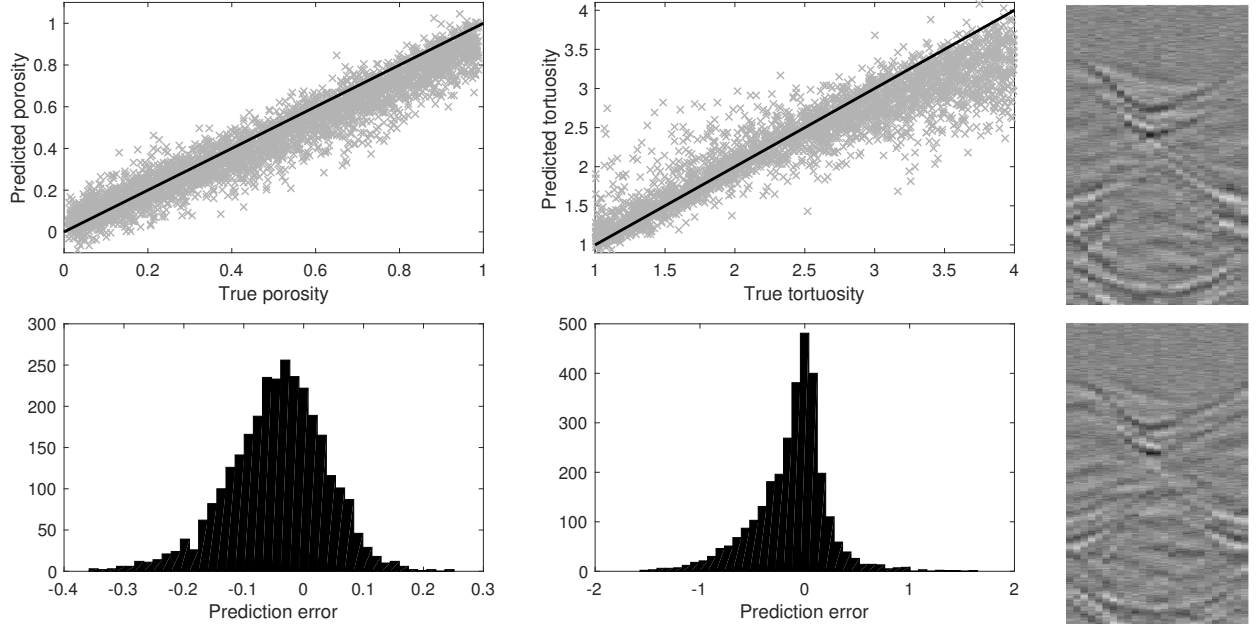 Predicted porosity
1
0.8
0.6
0.4
0.2
0
0 0.2 0.4 0.6 0.8 1
True porosity
Predicted tortuosity
4
3.5
3
2.5
2
1.5
1
1 1.5 2 2.5 3 3.5 4
True tortuosity
300
250
200
150
100
50
0
-0.4 -0.3 -0.2 -0.1 0 0.1 0.2 0.3
Prediction error
500
400
300
200
100
0
-2 -1 0 1 2
Prediction error